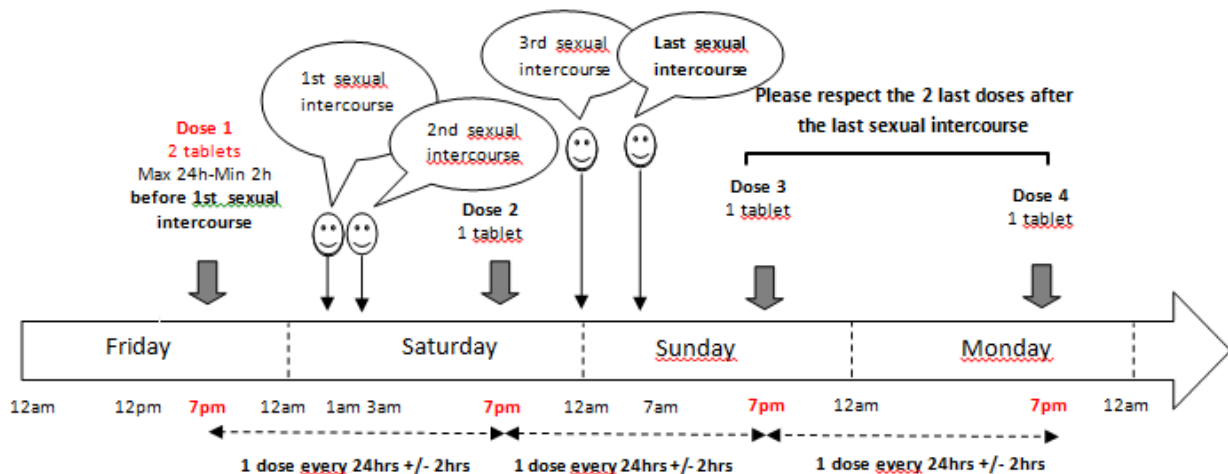 1st sexual
intercourse
2nd sexual
intercourse
3rd sexual
intercourse
Last sexual
intercourse
Please respect the 2 last doses after
the last sexual intercourse
Dose 1
2 tablets
Max 24h-Min 2h
before 1st sexual
intercourse
Dose 2
1 tablet
Dose 3
1 tablet
Dose 4
1 tablet
Friday Saturday Sunday Monday
12am 12pm 7pm 12am 1am 3am 7pm 12am 7am 7pm 12am 7pm 12am
1 dose every 24hrs +/- 2hrs 1 dose every 24hrs +/- 2hrs 1 dose every 24hrs +/- 2hrs